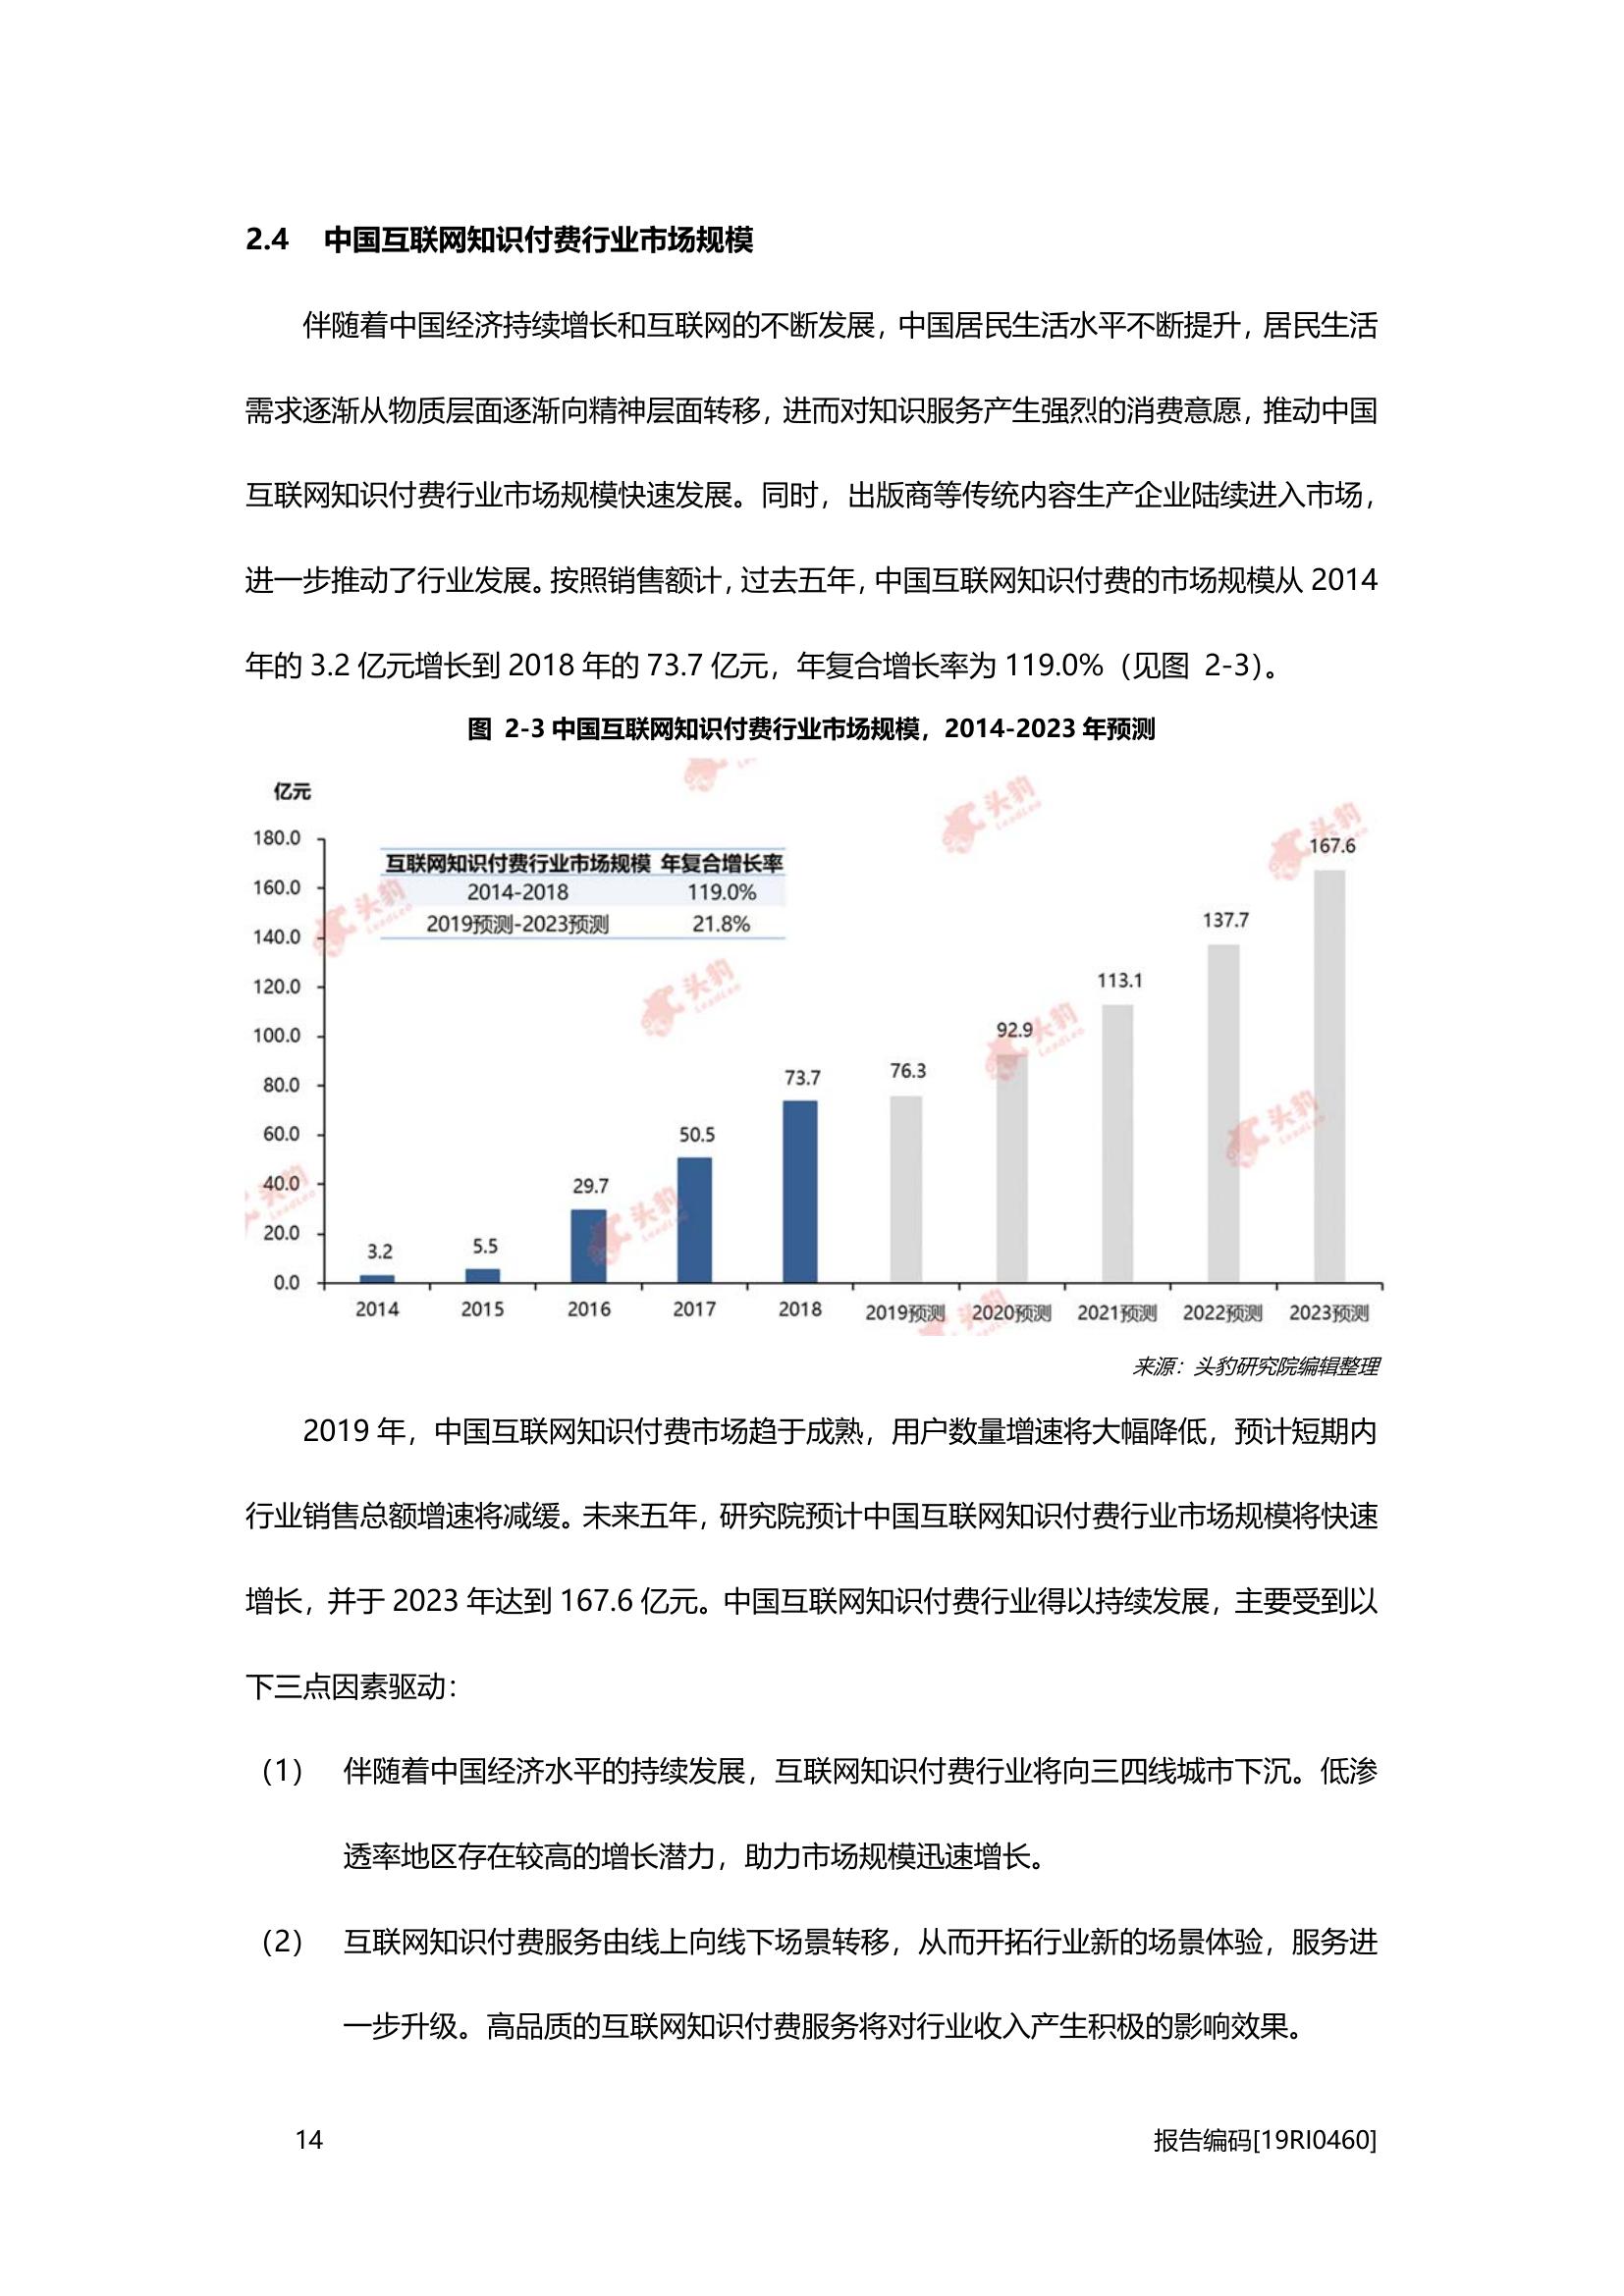 2.4 中国互联网知识付费行业市场规模
伴随着中国经济持续增长和互联网的不断发展，中国居民生活水平不断提升，居民生活
需求逐渐从物质层面逐渐向精神层面转移，进而对知识服务产生强烈的消费意愿，推动中国
互联网知识付费行业市场规模快速发展。同时，出版商等传统内容生产企业陆续进入市场，
进一步推动了行业发展。按照销售额计，过去五年，中国互联网知识付费的市场规模从 2014
年的 3.2 亿元增长到 2018 年的 73.7 亿元，年复合增长率为 119.0%（见图 2-3）。
图 2-3 中国互联网知识付费行业市场规模，2014-2023 年预测
亿元
180.0
160.0
140.0
120.0
100.0
80.0
60.0
40.0
20.0
0.0
互联网知识付费行业市场规模 年复合增长率
2014-2018 119.0%
2019预测-2023预测 21.8%
3.2
5.5
29.7
50.5
73.7
76.3
92.9
113.1
137.7
167.6
2014 2015 2016 2017 2018 2019预测 2020预测 2021预测 2022预测 2023预测
头豹 LeadLeo
头豹 LeadLeo
头豹 LeadLeo
头豹 LeadLeo
头豹 LeadLeo
头豹 LeadLeo
头豹 LeadLeo
头豹 LeadLeo
头豹
来源：头豹研究院编辑整理
2019 年，中国互联网知识付费市场趋于成熟，用户数量增速将大幅降低，预计短期内
行业销售总额增速将减缓。未来五年，研究院预计中国互联网知识付费行业市场规模将快速
增长，并于 2023 年达到 167.6 亿元。中国互联网知识付费行业得以持续发展，主要受到以
下三点因素驱动：
（1） 伴随着中国经济水平的持续发展，互联网知识付费行业将向三四线城市下沉。低渗
透率地区存在较高的增长潜力，助力市场规模迅速增长。
（2） 互联网知识付费服务由线上向线下场景转移，从而开拓行业新的场景体验，服务进
一步升级。高品质的互联网知识付费服务将对行业收入产生积极的影响效果。
14 报告编码[19RI0460]